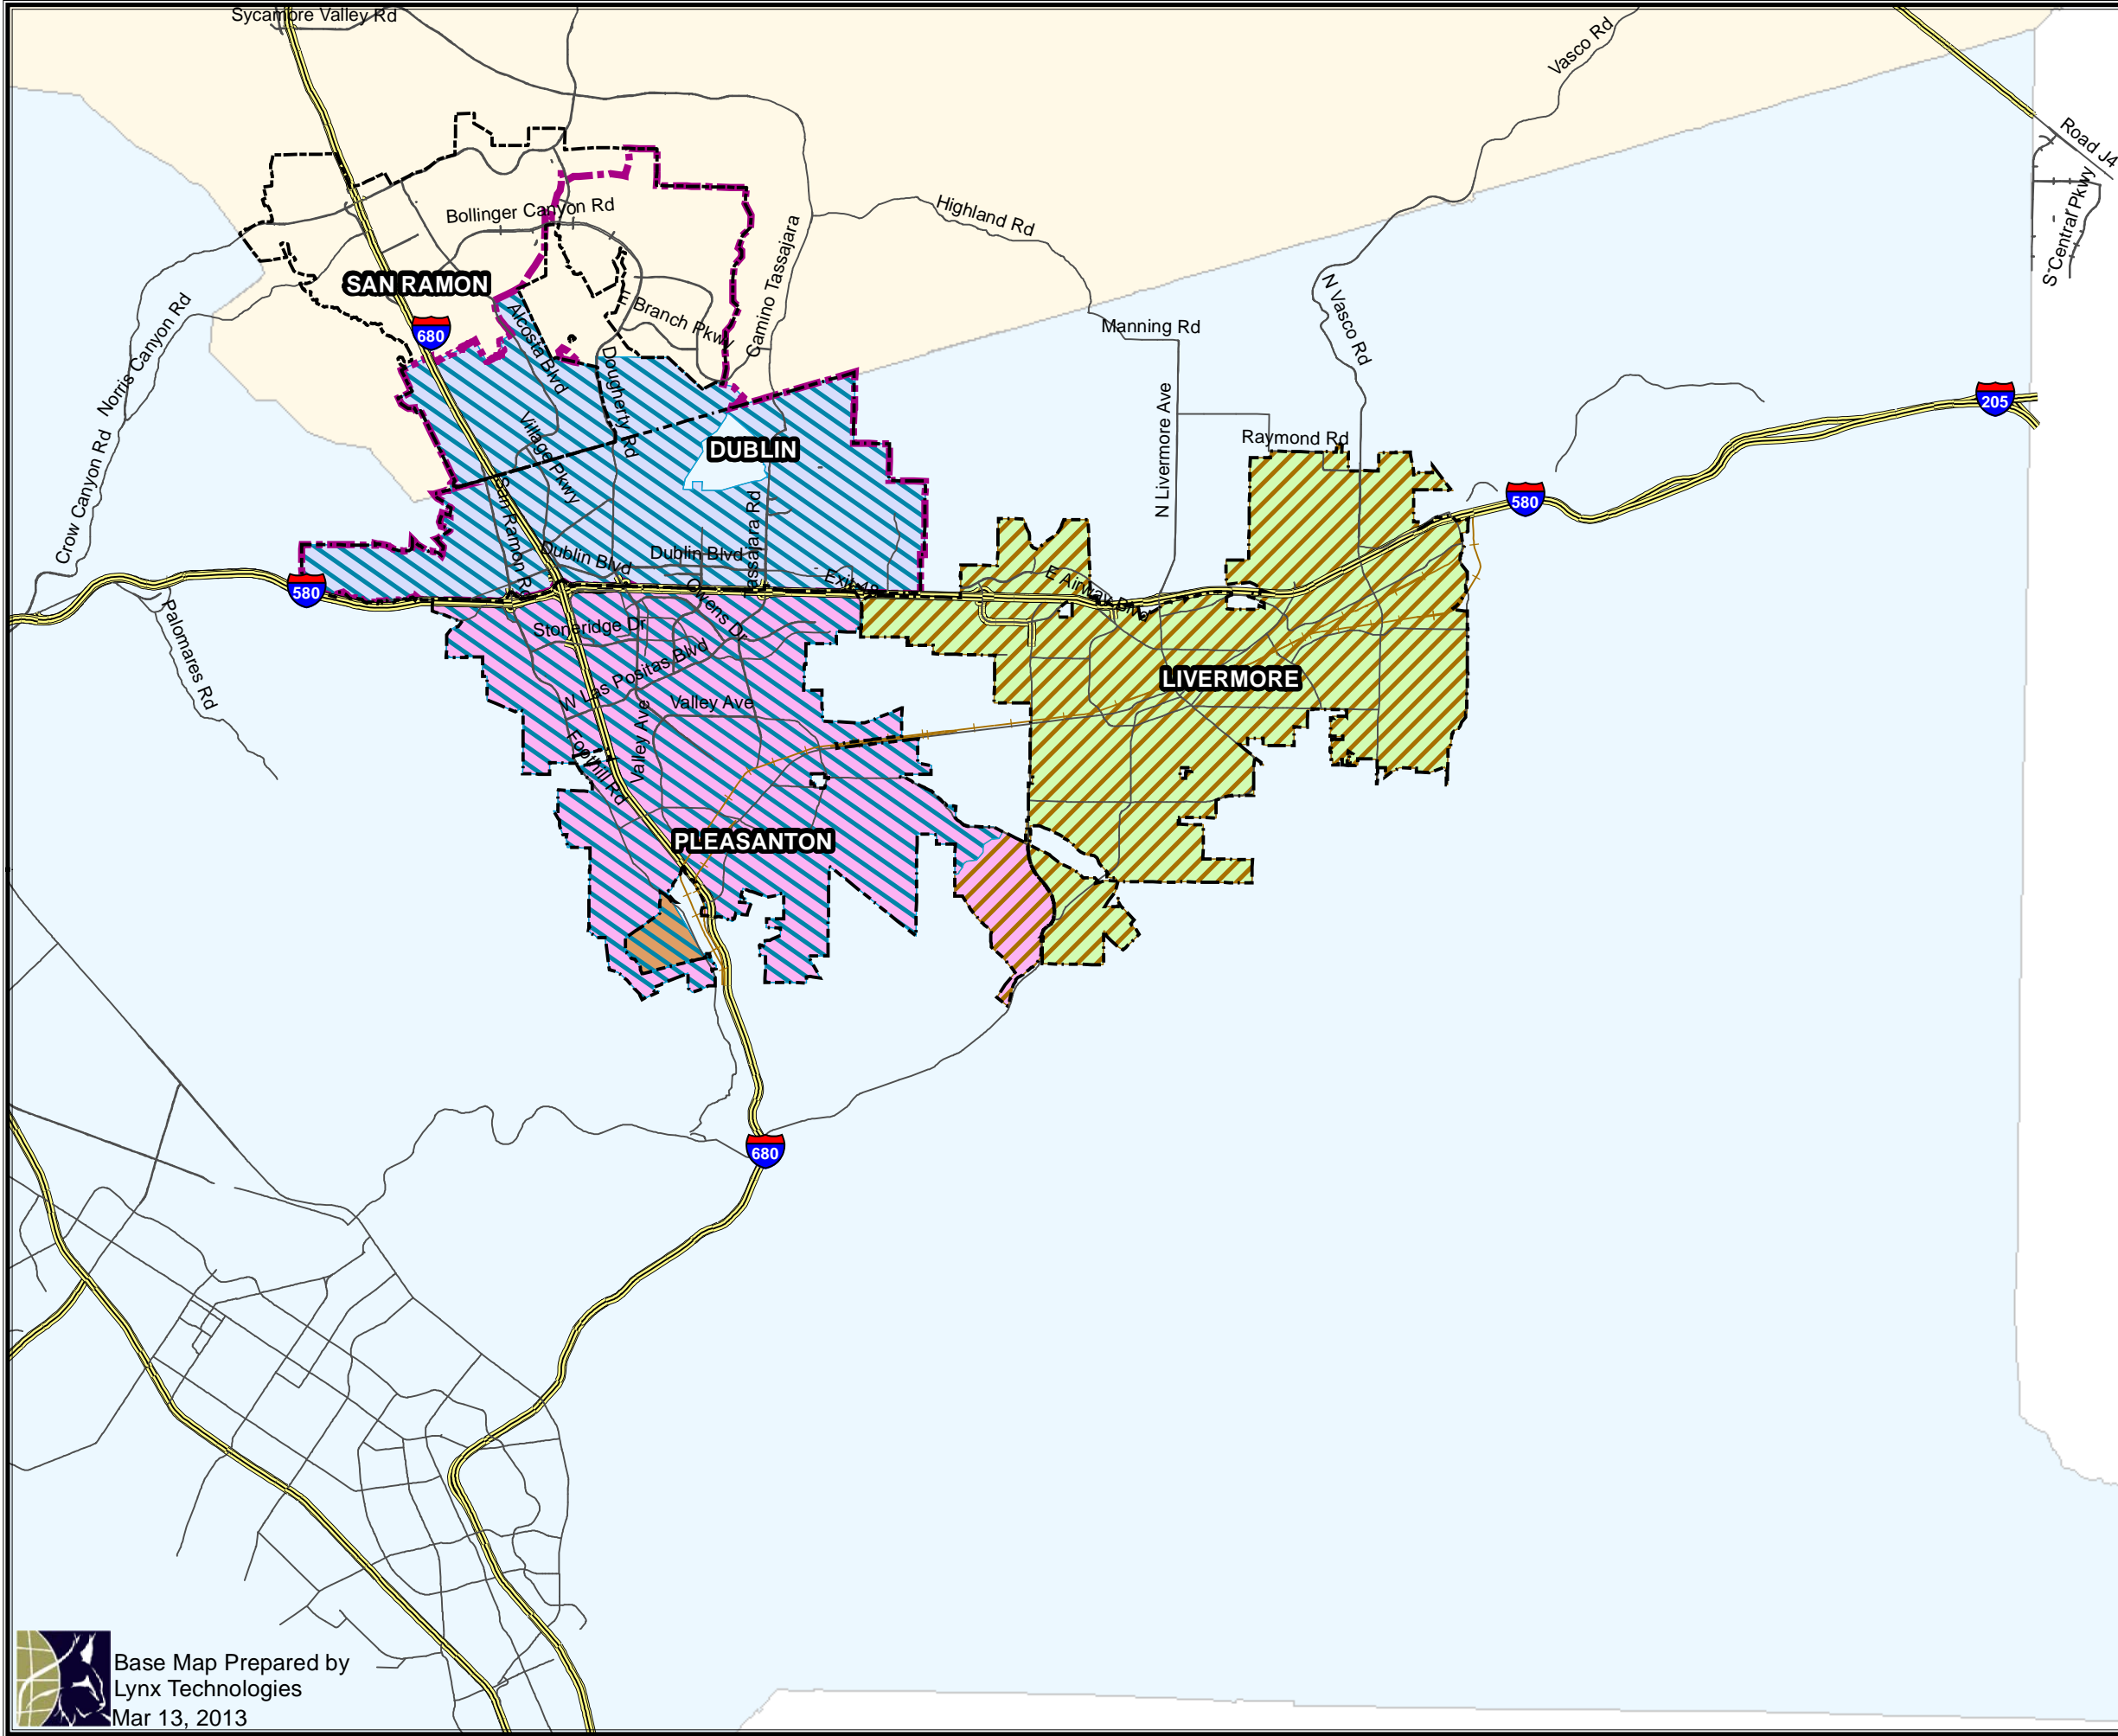 Sycamore Valley Rd
Vasco Rd
Road J4
S Central Pkwy
Bollinger Canyon Rd
Highland Rd
Camino Tassajara
SAN RAMON
E Branch Pkwy
N Vasco Rd
Manning Rd
680
Norris Canyon Rd
Alcosta Blvd
Dougherty Rd
N Livermore Ave
205
Crow Canyon Rd
Village Pkwy
DUBLIN
Raymond Rd
580
San Ramon Rd
Tassajara Rd
Dublin Blvd
Dublin Blvd
580
Exit 48
E Airway Blvd
Palomares Rd
Stoneridge Dr
Owens Dr
W Las Positas Blvd
LIVERMORE
Valley Ave
Valley Ave
Foothill Rd
PLEASANTON
680
Base Map Prepared by
Lynx Technologies
Mar 13, 2013